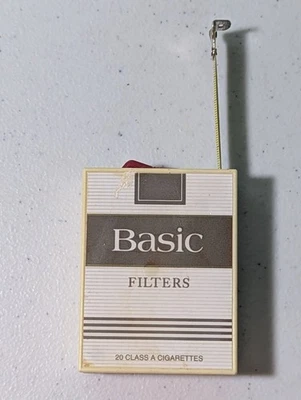 Basic
FILTERS
20 CLASS A CIGARETTES